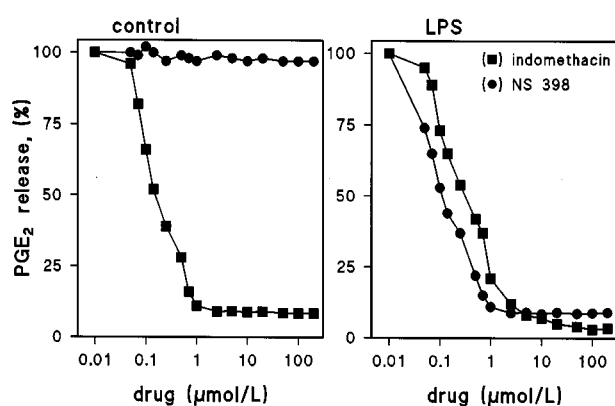 control
LPS
PGE2 release, (%)
100
75
50
25
0
0.01 0.1 1 10 100
drug (µmol/L)
(■) indomethacin
(●) NS 398
100
75
50
25
0
0.01 0.1 1 10 100
drug (µmol/L)